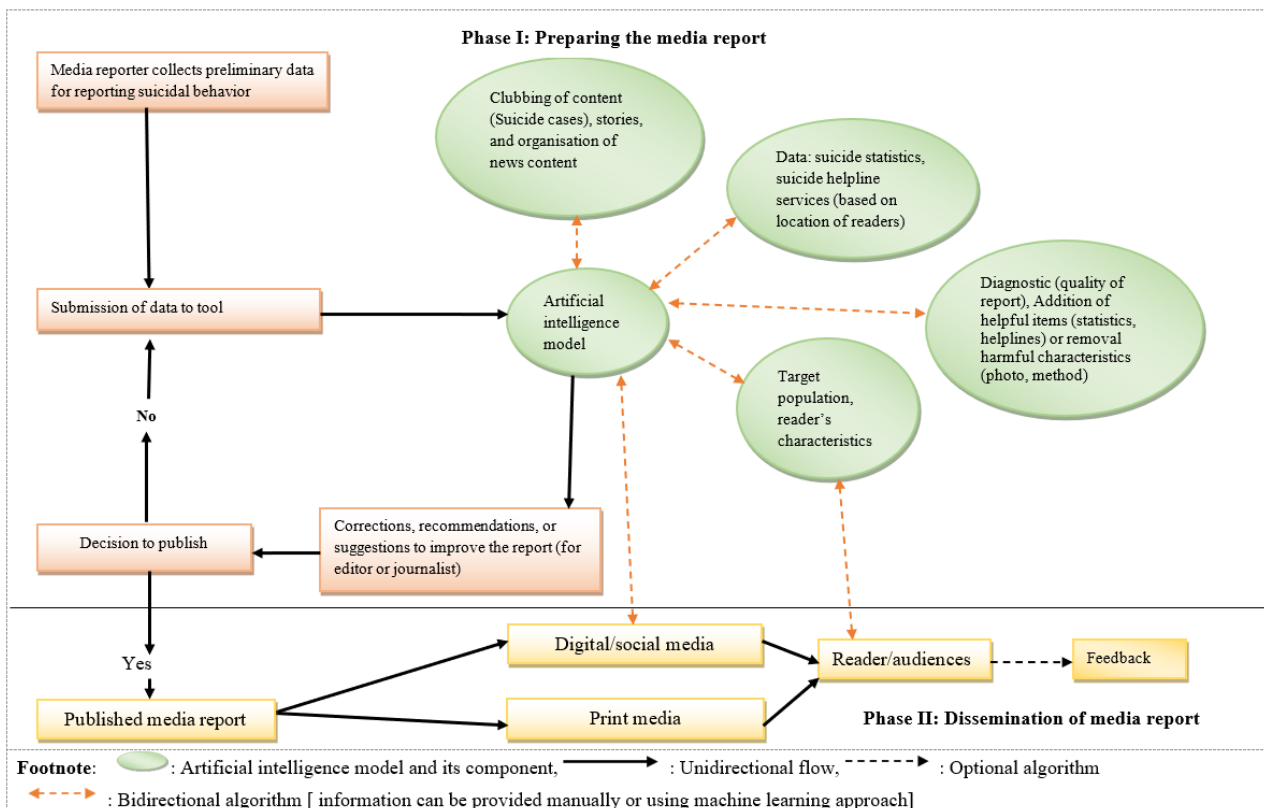 Phase I: Preparing the media report
Media reporter collects preliminary data
for reporting suicidal behavior
Clubbing of content
(Suicide cases), stories,
and organisation of
news content
Data: suicide statistics,
suicide helpline
services (based on
location of readers)
Submission of data to tool
Artificial
intelligence
model
Diagnostic (quality of
report), Addition of
helpful items (statistics,
helplines) or removal
harmful characteristics
(photo, method)
Target
population,
reader's
characteristics
No
Decision to publish
Corrections, recommendations, or
suggestions to improve the report (for
editor or journalist)
Yes
Digital/social media
Reader/audiences
Feedback
Published media report
Print media
Phase II: Dissemination of media report
Footnote: : Artificial intelligence model and its component, : Unidirectional flow, : Optional algorithm
: Bidirectional algorithm [ information can be provided manually or using machine learning approach]